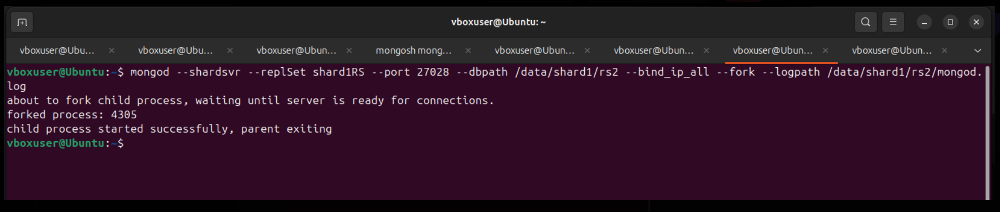 vboxuser@Ubuntu: ~
vboxuser@Ubu...
vboxuser@Ubu...
vboxuser@Ubun...
mongosh mong...
vboxuser@Ubun...
vboxuser@Ubun...
vboxuser@Ubun...
vboxuser@Ubun...
vboxuser@Ubuntu:~$ mongod --shardsvr --replSet shard1RS --port 27028 --dbpath /data/shard1/rs2 --bind_ip_all --fork --logpath /data/shard1/rs2/mongod.
log
about to fork child process, waiting until server is ready for connections.
forked process: 4305
child process started successfully, parent exiting
vboxuser@Ubuntu:~$